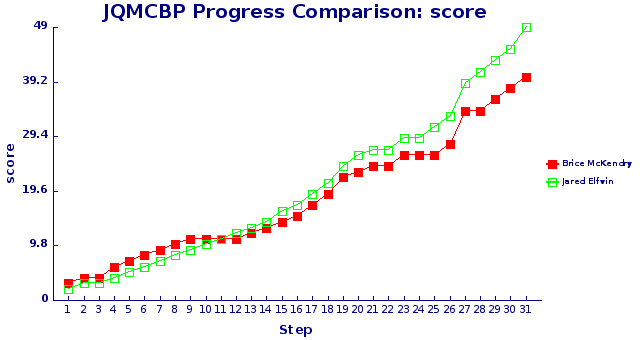 JQMCBP Progress Comparison: score
49
39.2
29.4
19.6
9.8
0
score
1 2 3 4 5 6 7 8 9 10 11 12 13 14 15 16 17 18 19 20 21 22 23 24 25 26 27 28 29 30 31
Step
Brice McKendry
Jared Elfvin